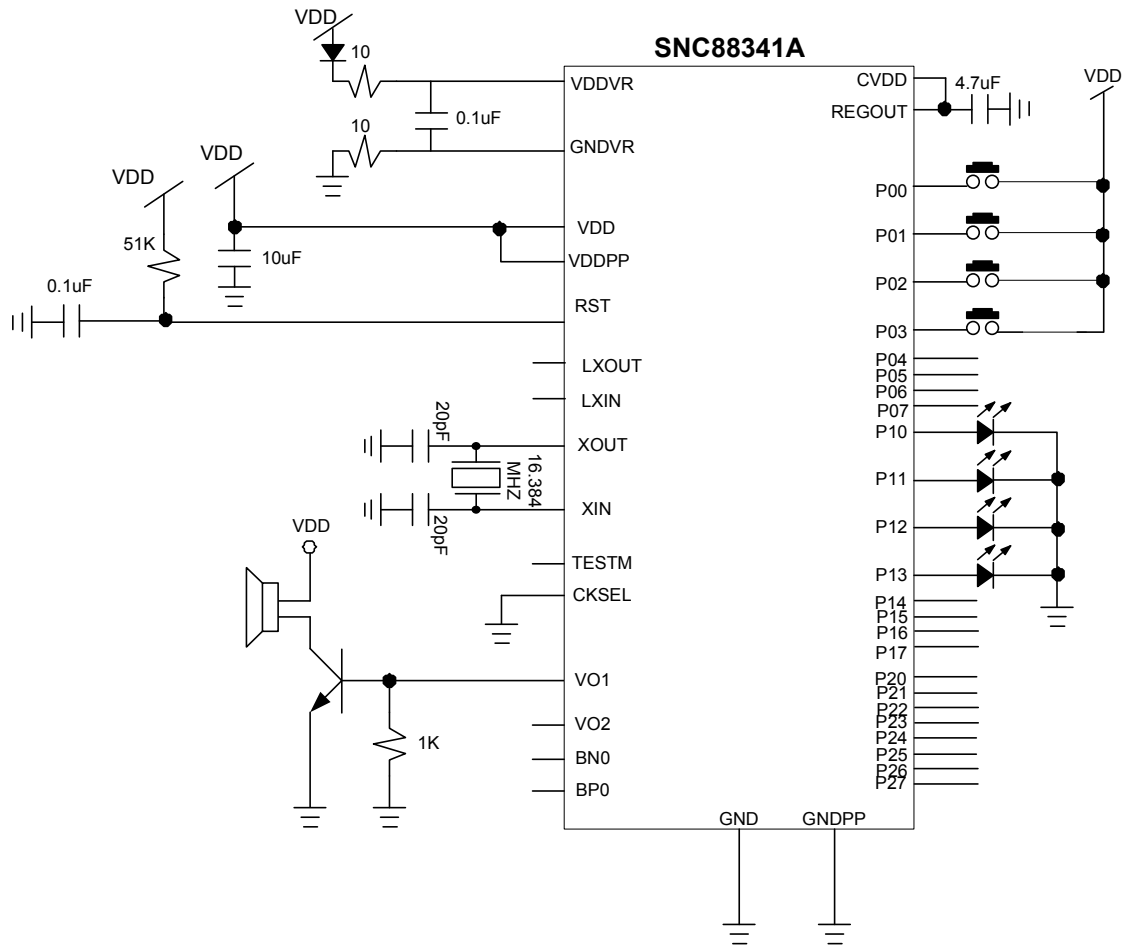 SNC88341A
VDD
10
VDDVR
0.1uF
10
GNDVR
VDD
VDD
VDD
51K
10uF
VDDPP
0.1uF
RST
LXOUT
LXIN
20pF
XOUT
16.384
MHZ
XIN
20pF
VDD
TESTM
CKSEL
VO1
VO2
1K
BN0
BP0
CVDD
4.7uF
VDD
REGOUT
P00
P01
P02
P03
P04
P05
P06
P07
P10
P11
P12
P13
P14
P15
P16
P17
P20
P21
P22
P23
P24
P25
P26
P27
GND
GNDPP